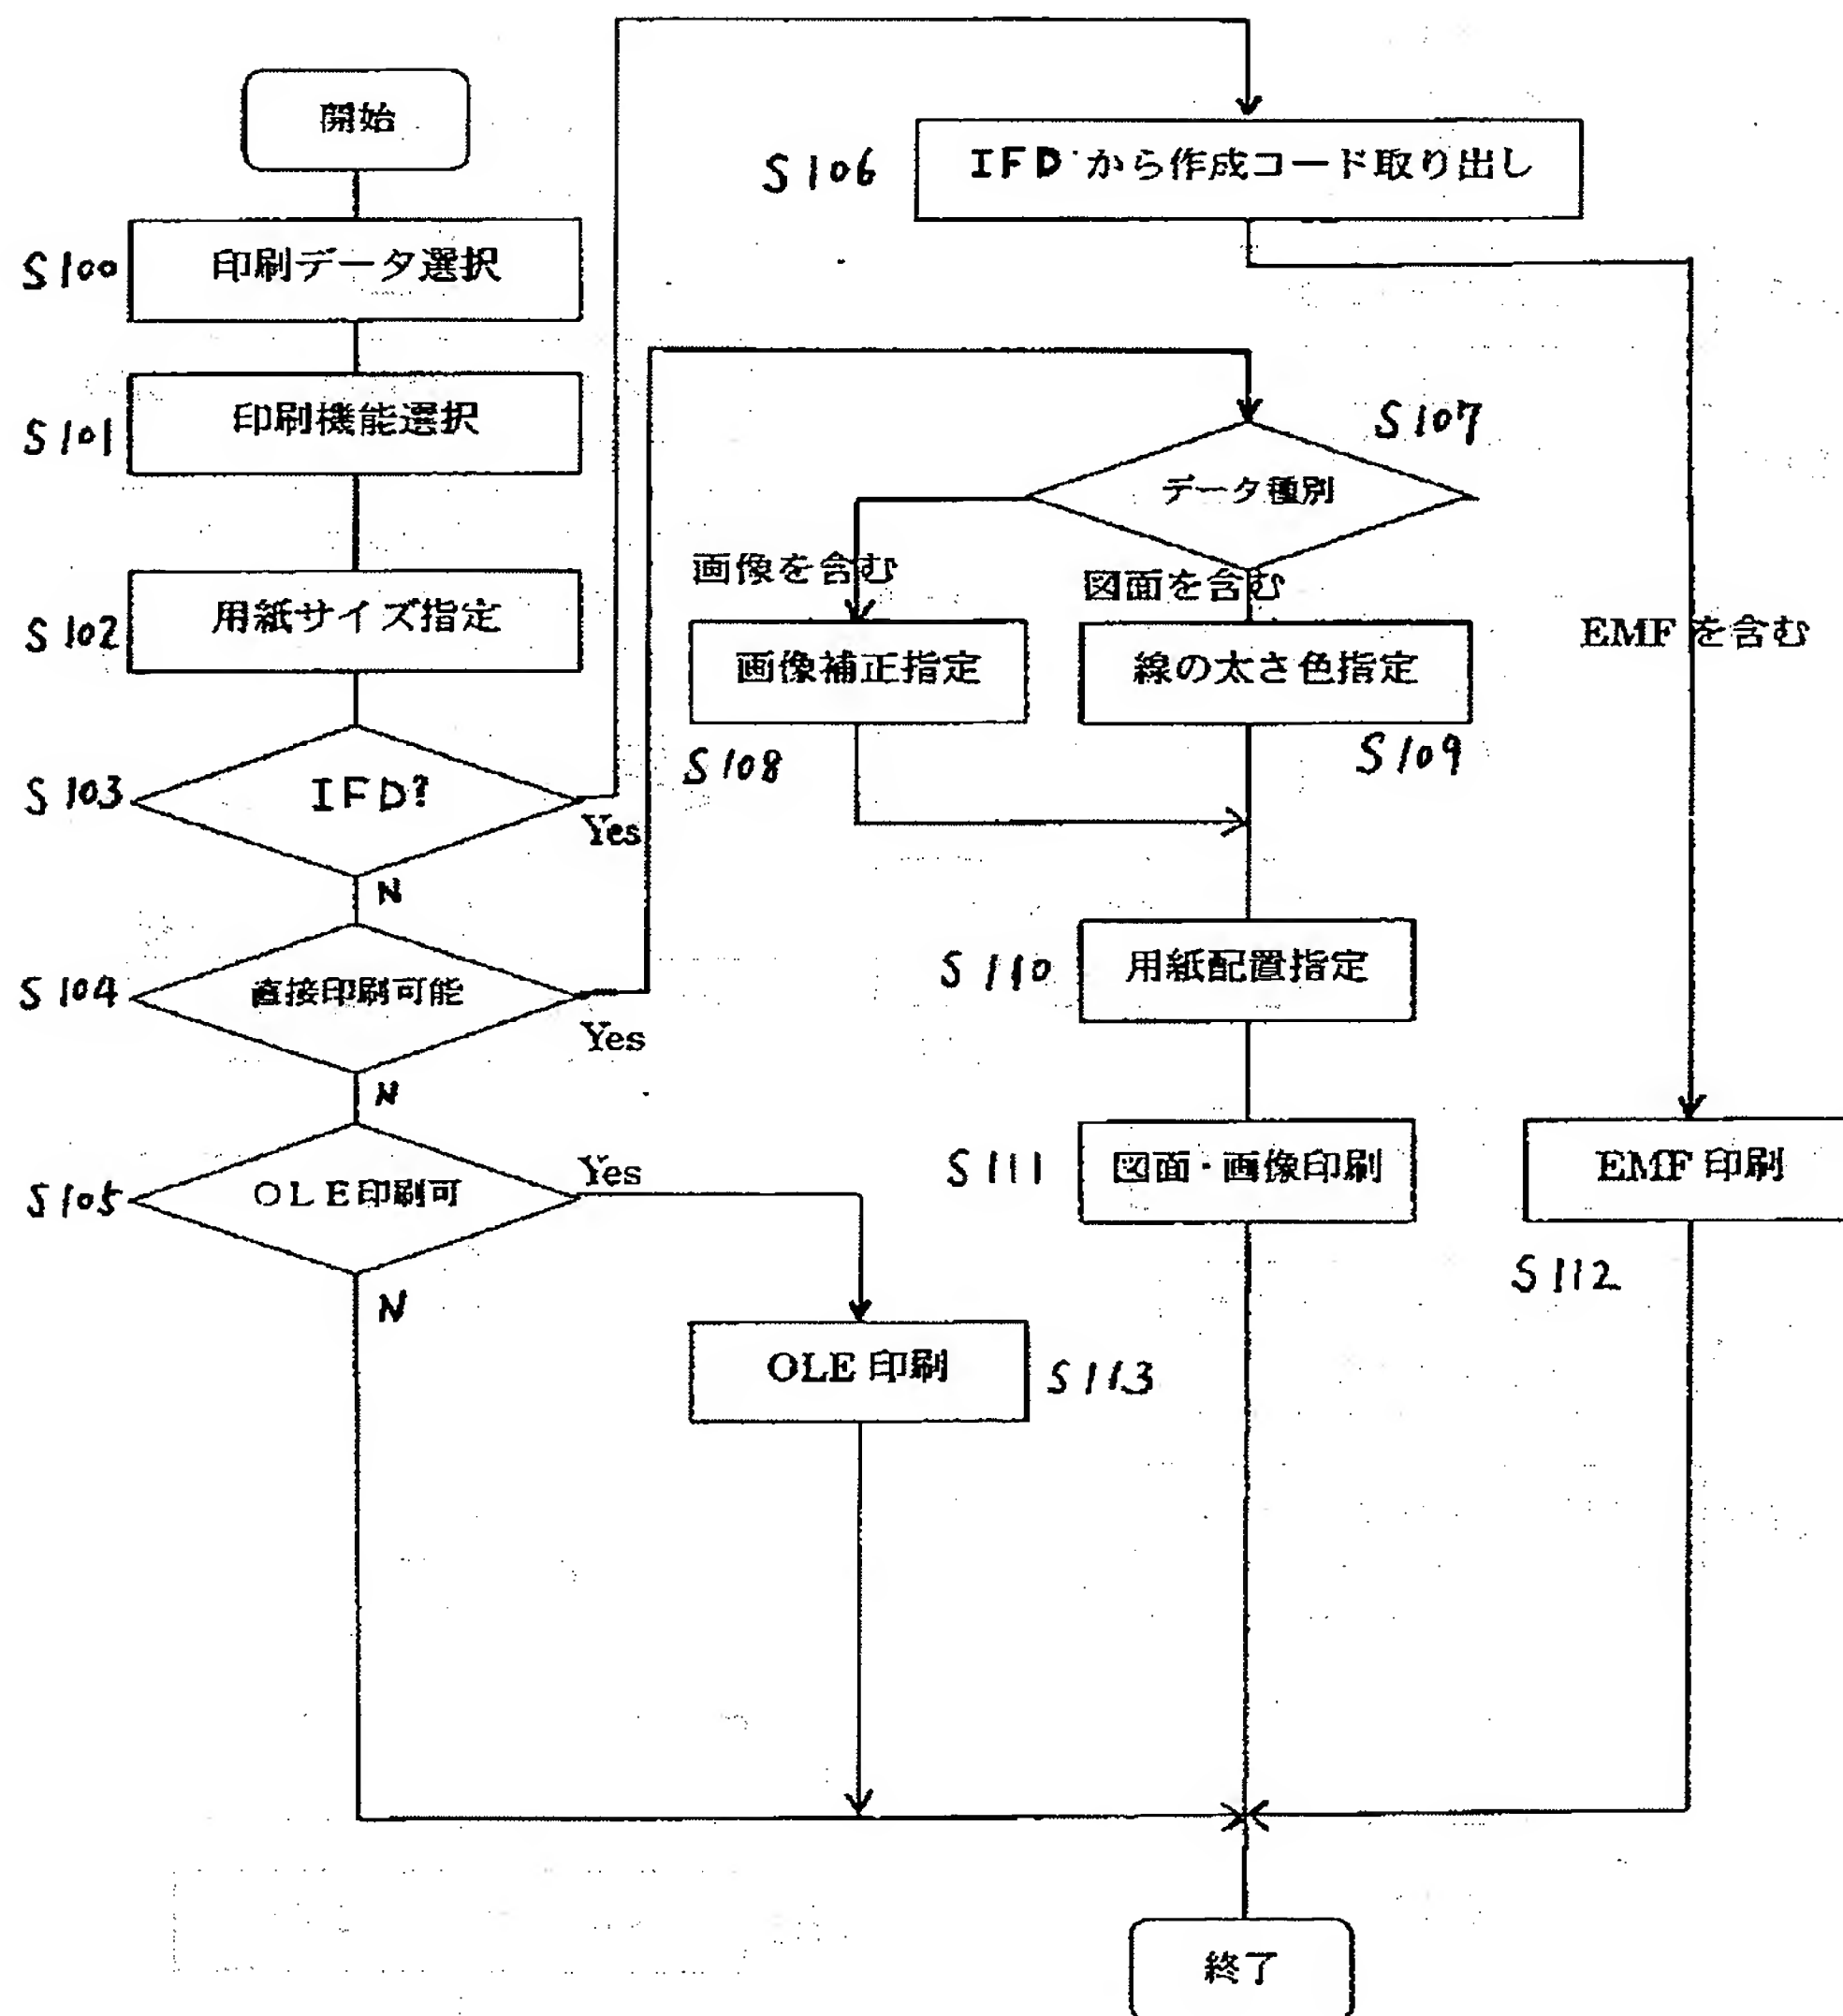 開始
S100
印刷データ選択
S101
印刷機能選択
S102
用紙サイズ指定
S103
IFD?
Yes
N
S104
直接印刷可能
Yes
N
S105
OLE印刷可
Yes
N
S106
IFDから作成コード取り出し
S107
データ種別
画像を含む
図面を含む
EMFを含む
画像補正指定
線の太さ色指定
S108
S109
S110
用紙配置指定
S111
図面・画像印刷
EMF 印刷
S112
OLE 印刷
S113
終了